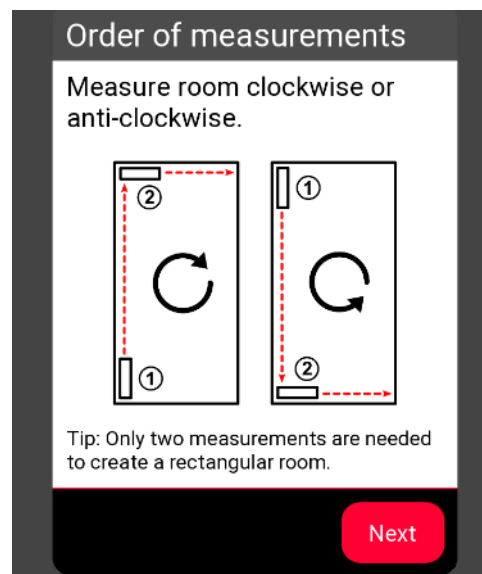 Order of measurements
Measure room clockwise or
anti-clockwise.
② ①
① ②
Tip: Only two measurements are needed
to create a rectangular room.
Next